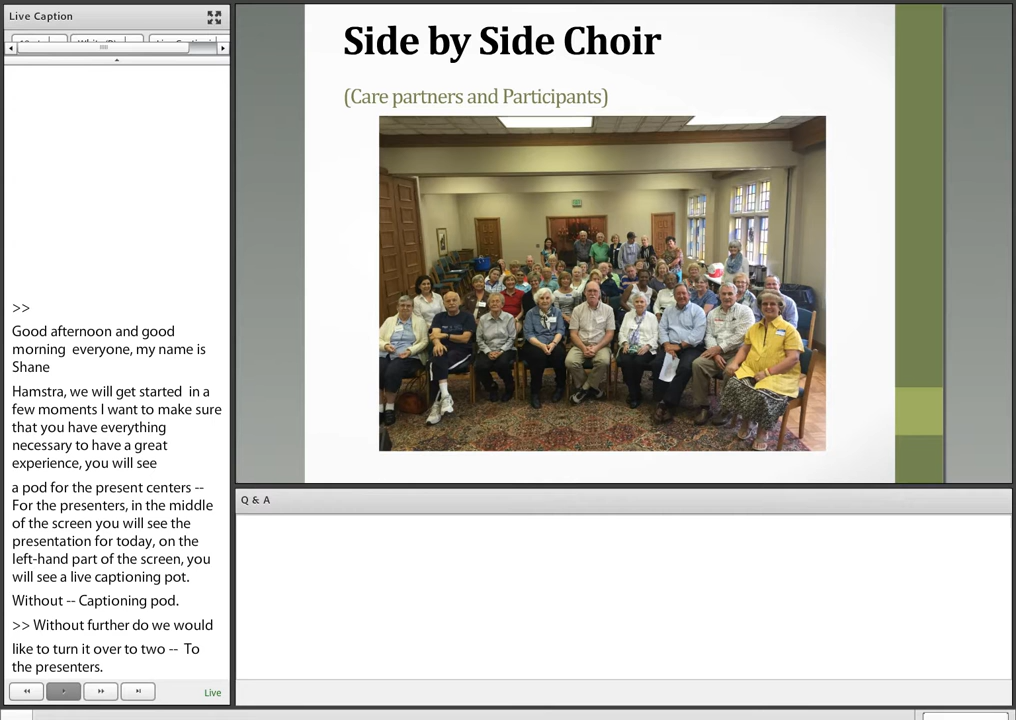 Live Caption
Side by Side Choir
(Care partners and Participants)
>>
Good afternoon and good
morning everyone, my name is
Shane
Hamstra, we will get started in a
few moments I want to make sure
that you have everything
necessary to have a great
experience, you will see
a pod for the present centers --
For the presenters, in the middle
of the screen you will see the
presentation for today, on the
left-hand part of the screen, you
will see a live captioning pot.
Without -- Captioning pod.
>> Without further do we would
like to turn it over to two -- To
the presenters.
Live
Q & A